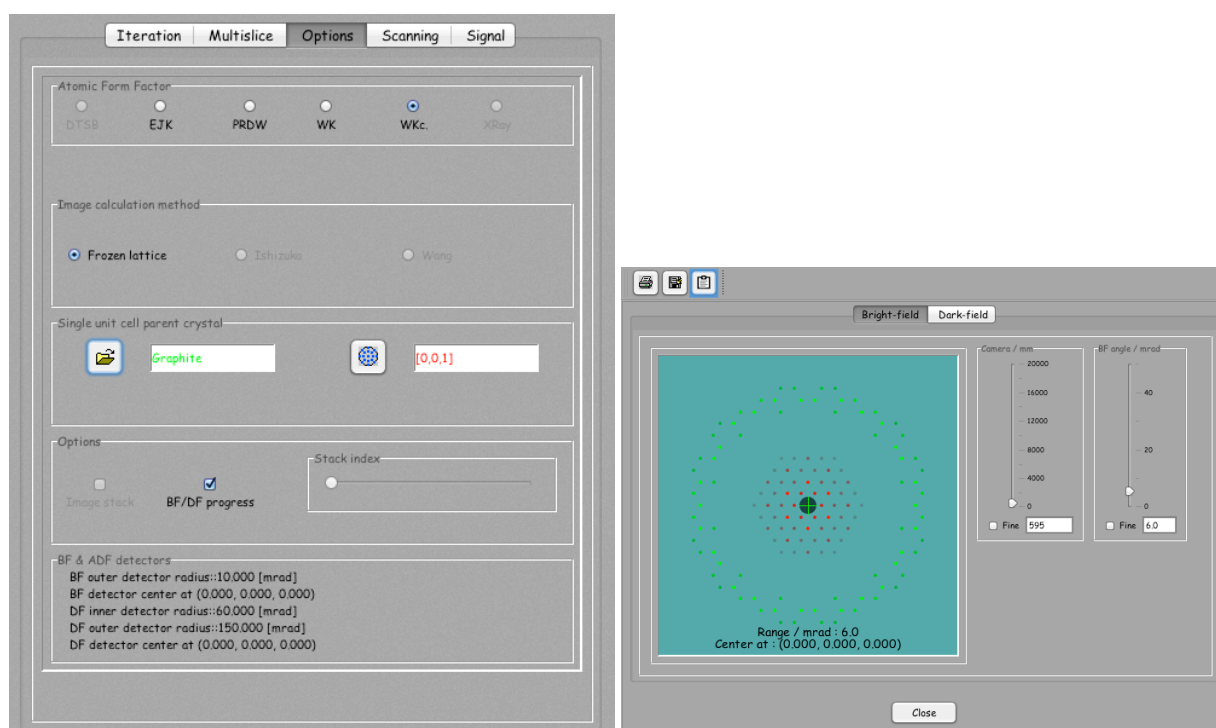 Iteration Multislice Options Scanning Signal
Atomic Form Factor
DTSB EJK PRDW WK WKc. XRay
Image calculation method
Frozen lattice Ishizuka Wang
Single unit cell parent crystal
Graphite [0,0,1]
Options
Stack index
Image stack BF/DF progress
BF & ADF detectors
BF outer detector radius::10.000 [mrad]
BF detector center at (0.000, 0.000, 0.000)
DF inner detector radius::60.000 [mrad]
DF outer detector radius::150.000 [mrad]
DF detector center at (0.000, 0.000, 0.000)
Bright-field Dark-field
Camera / mm
20000
16000
12000
8000
4000
0
Fine 595
BF angle / mrad
40
20
0
Fine 6.0
Range / mrad : 6.0
Center at : (0.000, 0.000, 0.000)
Close